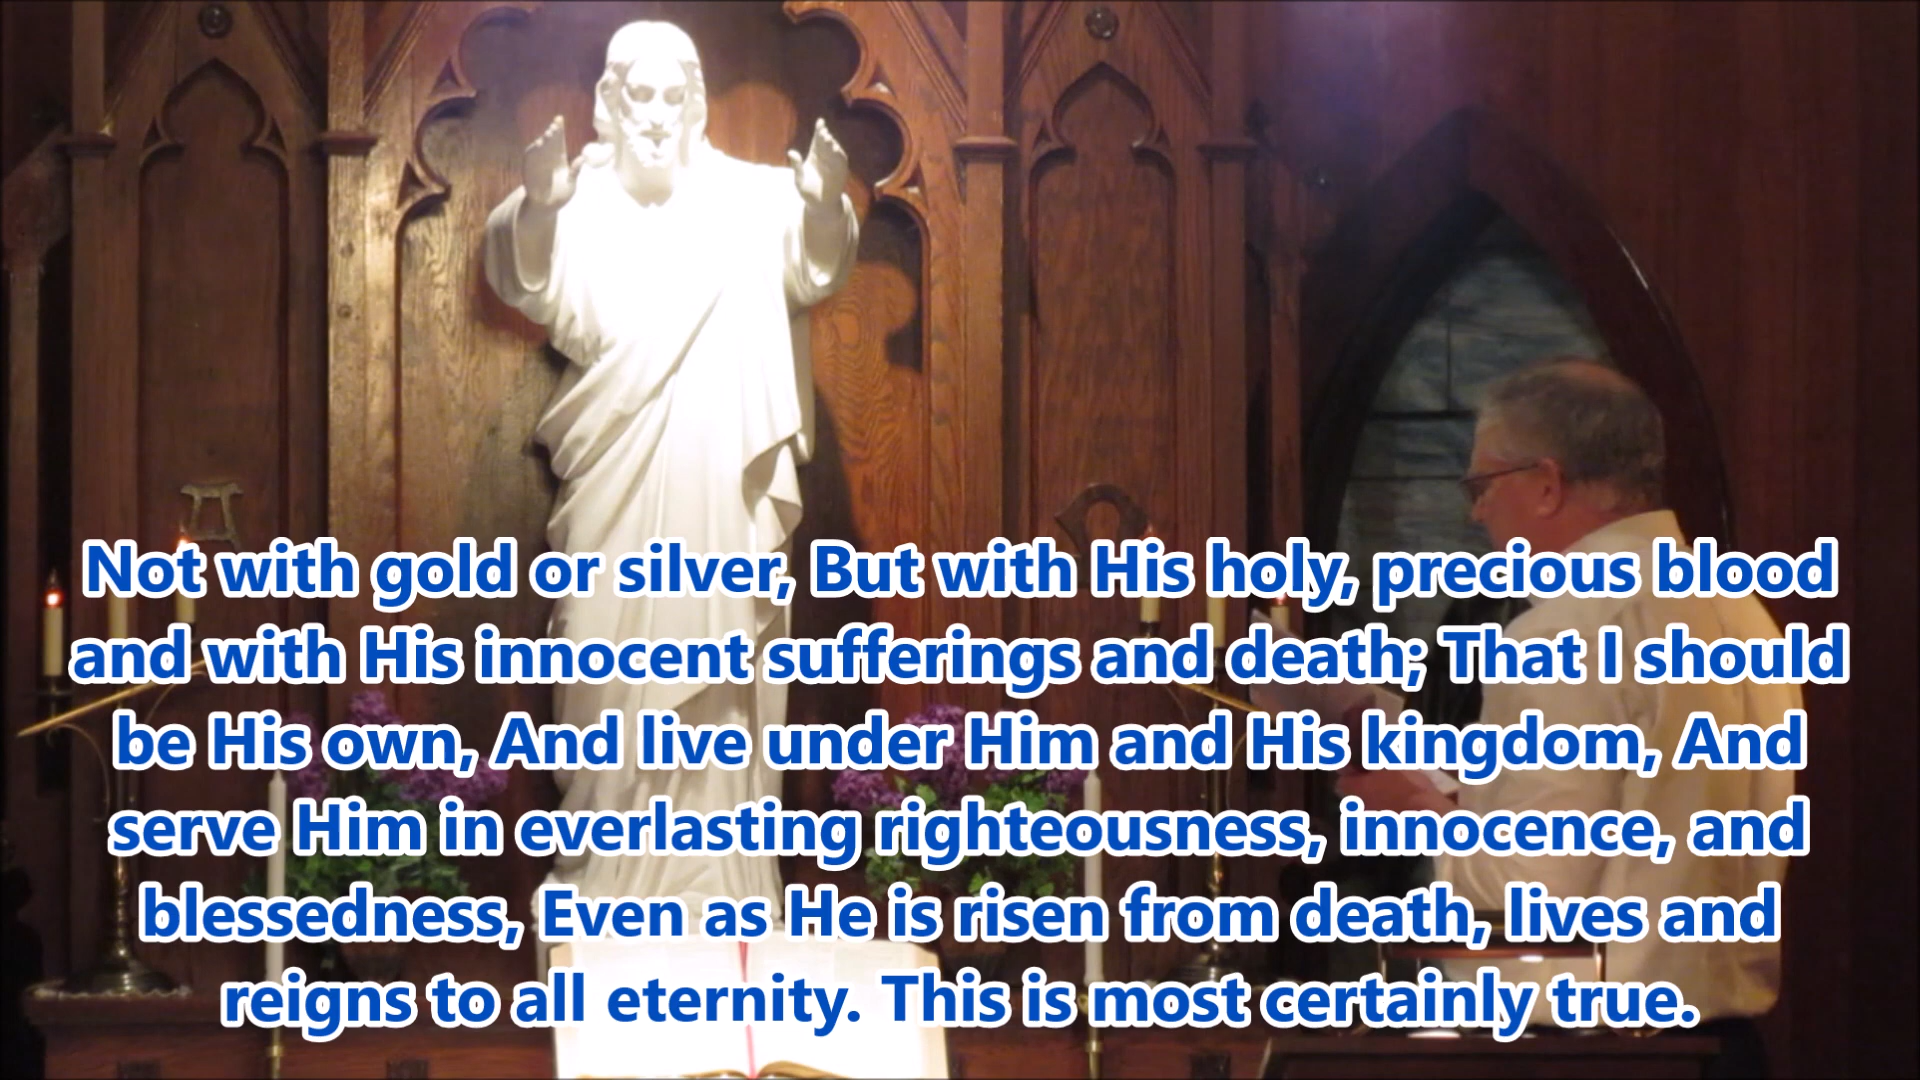 Not with gold or silver, But with His holy, precious blood
and with His innocent sufferings and death; That I should
be His own, And live under Him and His kingdom, And
serve Him in everlasting righteousness, innocence, and
blessedness, Even as He is risen from death, lives and
reigns to all eternity. This is most certainly true.